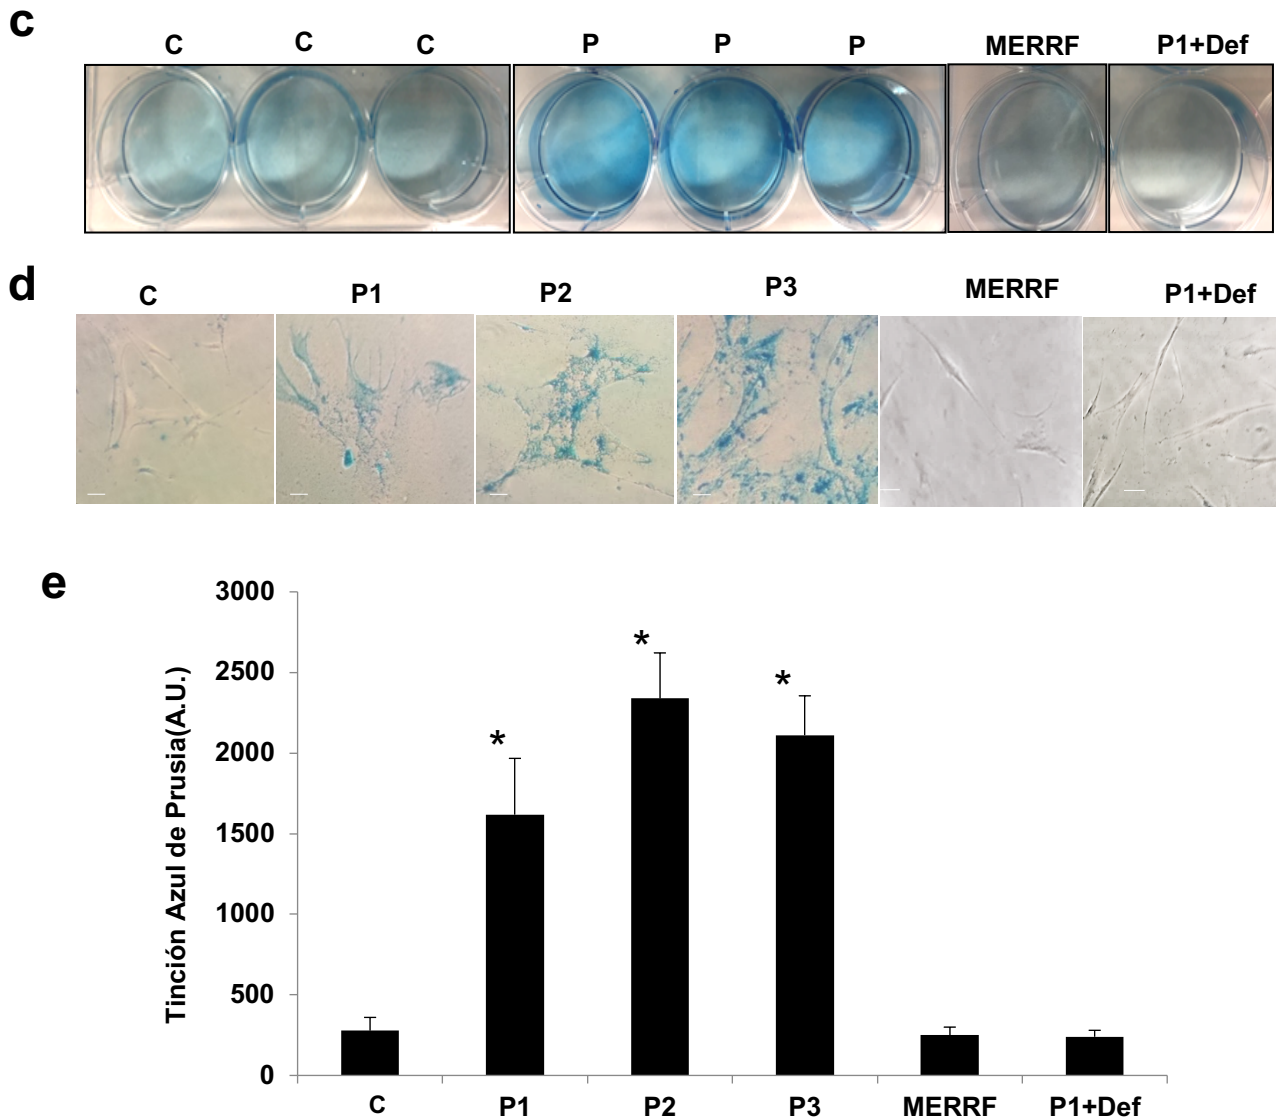 c
C C C P P P MERRF P1+Def
d
C P1 P2 P3 MERRF P1+Def
e
Tinción Azul de Prusia(A.U.)
3000
2500
2000
1500
1000
500
0
*
*
*
C P1 P2 P3 MERRF P1+Def